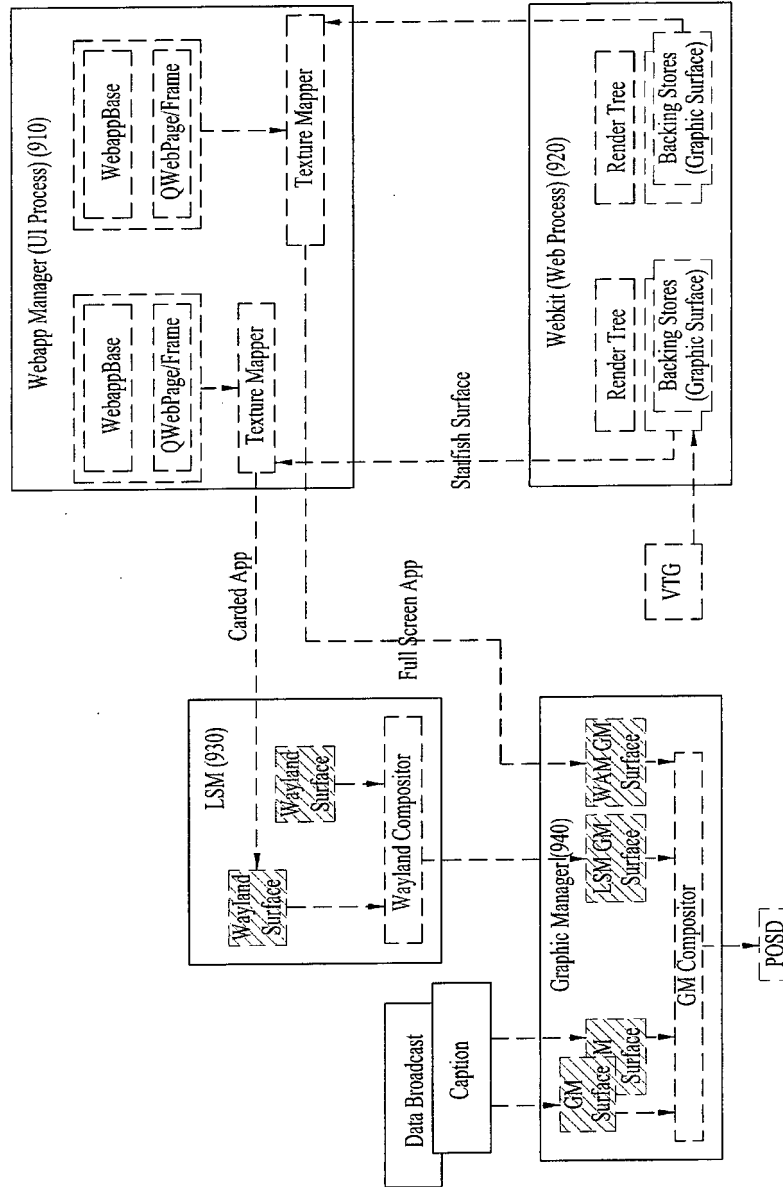 Webapp Manager (UI Process) (910)
WebappBase
QWebPage/Frame
Texture Mapper
WebappBase
QWebPage/Frame
Texture Mapper
Carded App
Full Screen App
Starfish Surface
Webkit (Web Process) (920)
Render Tree
Backing Stores
(Graphic Surface)
Render Tree
Backing Stores
(Graphic Surface)
VTG
LSM (930)
Wayland
Surface
Wayland
Surface
Wayland Compositor
Data Broadcast
Caption
Graphic Manager (940)
GM
Surface
M
Surface
LSM GM
Surface
WAM GM
Surface
GM Compositor
POSD